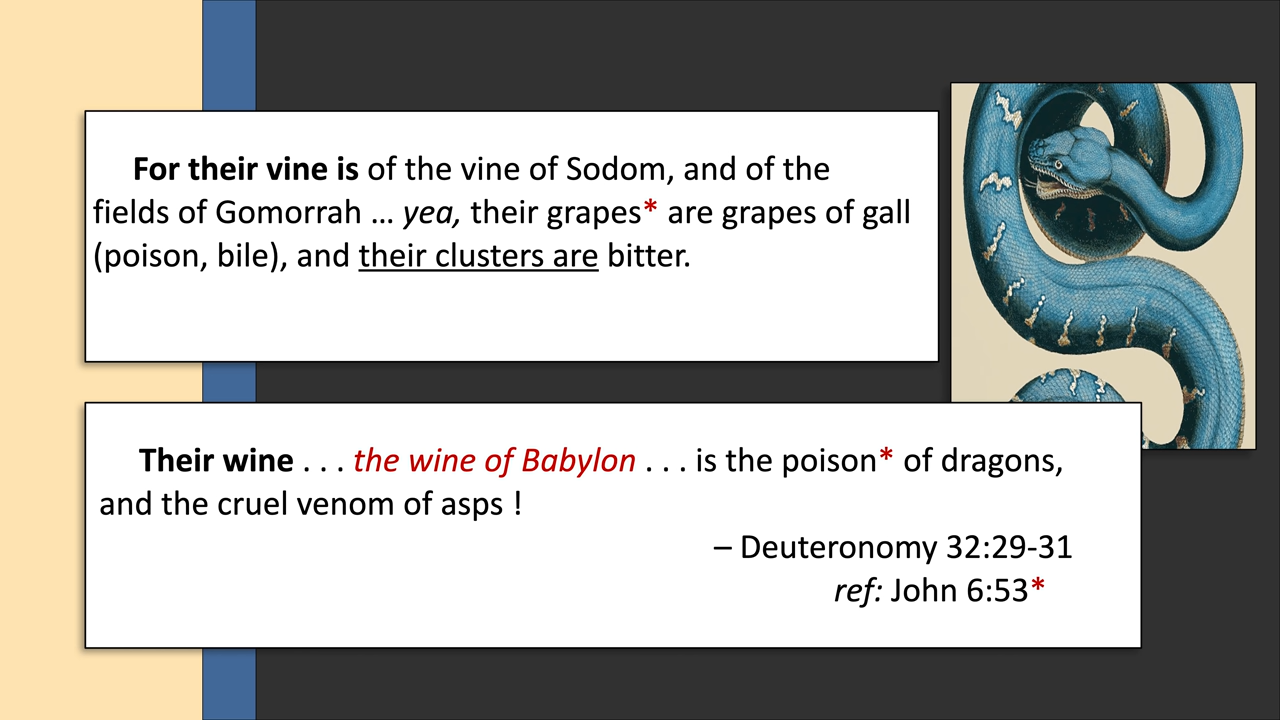 For their vine is of the vine of Sodom, and of the
fields of Gomorrah ... yea, their grapes* are grapes of gall
(poison, bile), and their clusters are bitter.
Their wine . . . the wine of Babylon . . . is the poison* of dragons,
and the cruel venom of asps !
– Deuteronomy 32:29-31
ref: John 6:53*